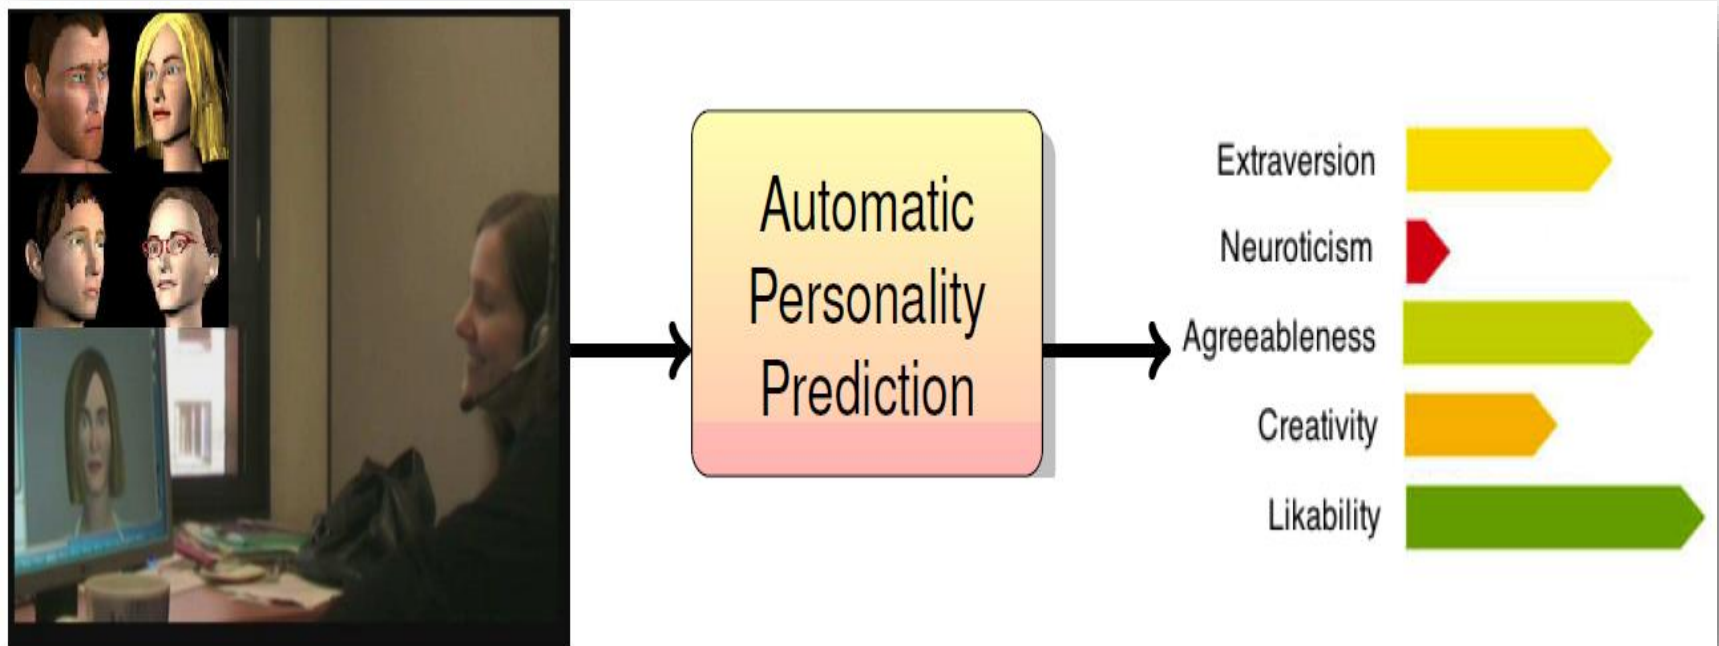 Automatic
Personality
Prediction
Extraversion
Neuroticism
Agreeableness
Creativity
Likability